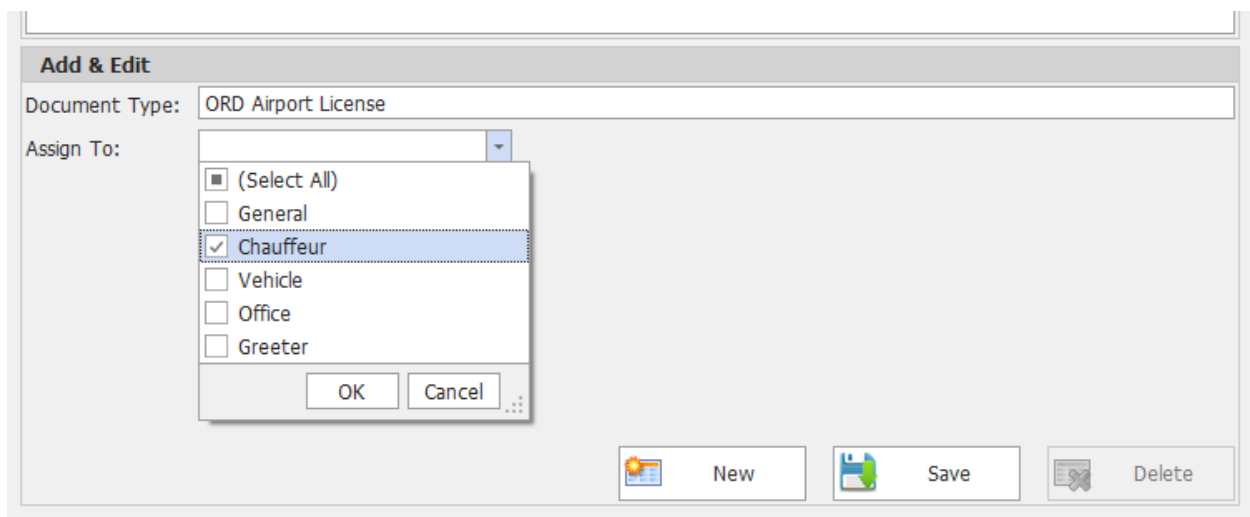 Add & Edit
Document Type: ORD Airport License
Assign To:
(Select All)
General
Chauffeur
Vehicle
Office
Greeter
OK Cancel
New Save Delete